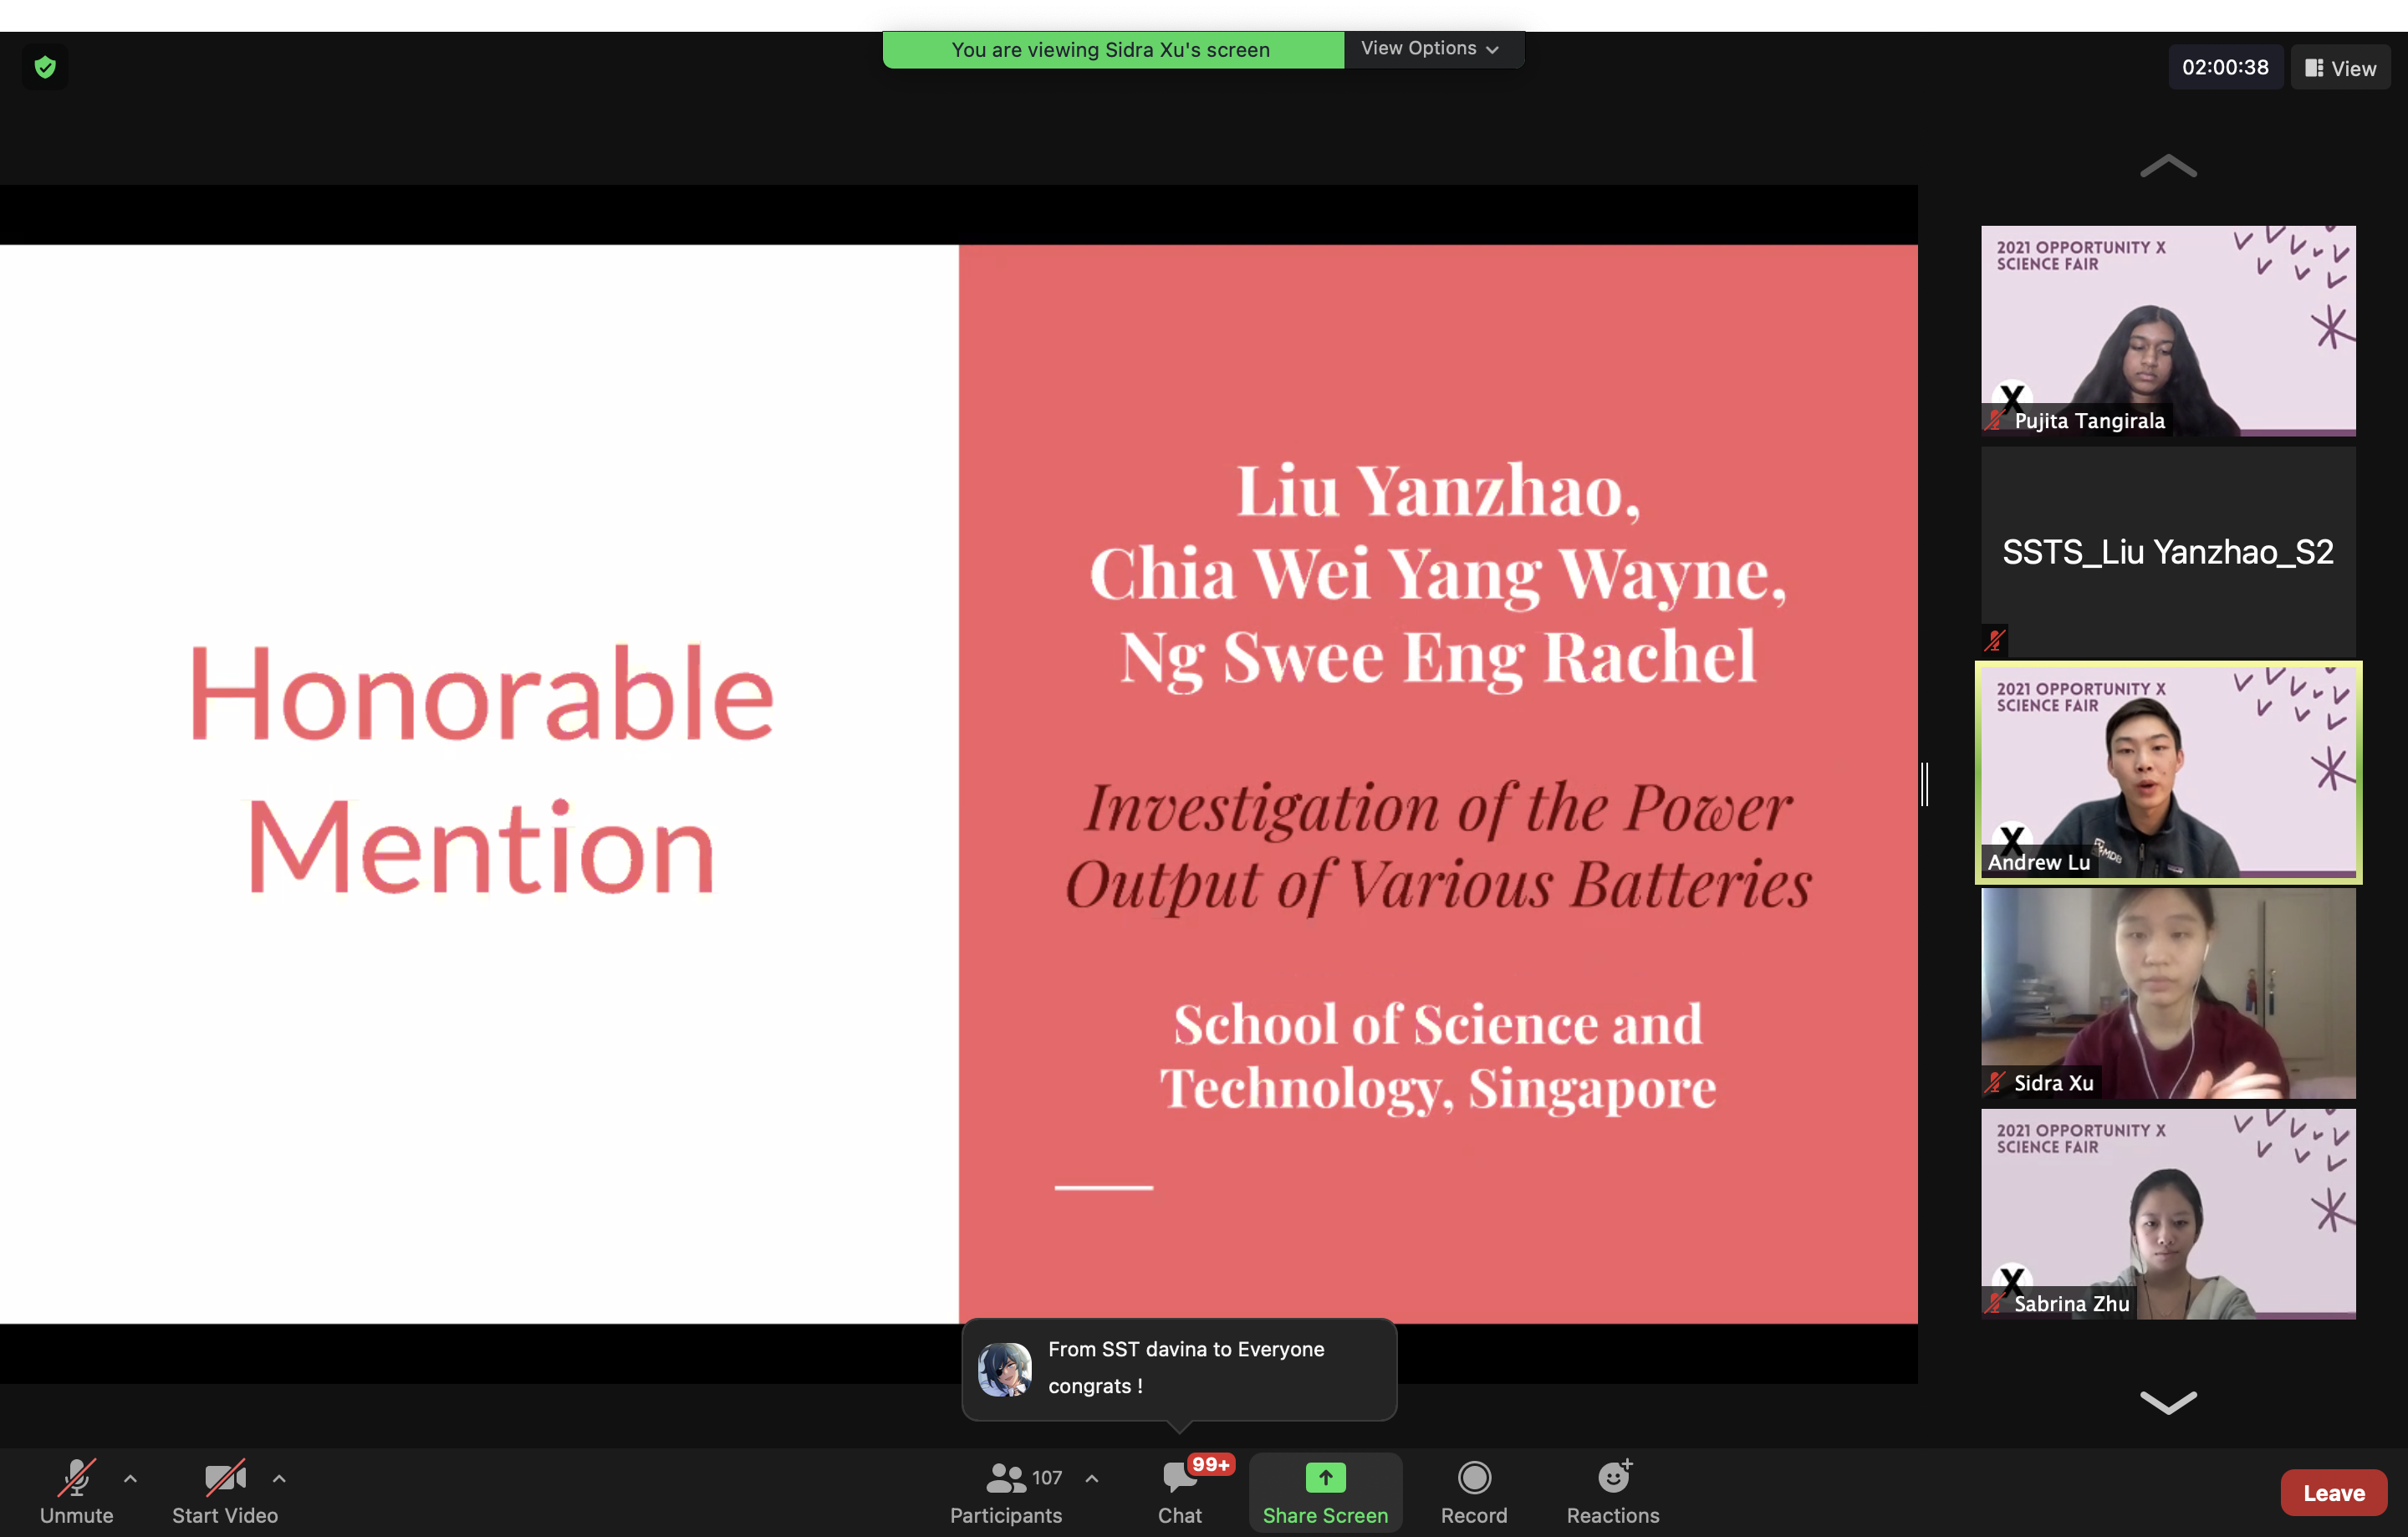 You are viewing Sidra Xu's screen
View Options
02:00:38
View
Honorable
Mention
Liu Yanzhao,
Chia Wei Yang Wayne,
Ng Swee Eng Rachel
Investigation of the Power
Output of Various Batteries
School of Science and
Technology, Singapore
2021 OPPORTUNITY X
SCIENCE FAIR
X
Pujita Tangirala
SSTS_Liu Yanzhao_S2
2021 OPPORTUNITY X
SCIENCE FAIR
X
MDB
Andrew Lu
Sidra Xu
2021 OPPORTUNITY X
SCIENCE FAIR
X
Sabrina Zhu
From SST davina to Everyone
congrats !
Unmute
Start Video
107
Participants
99+
Chat
Share Screen
Record
Reactions
Leave